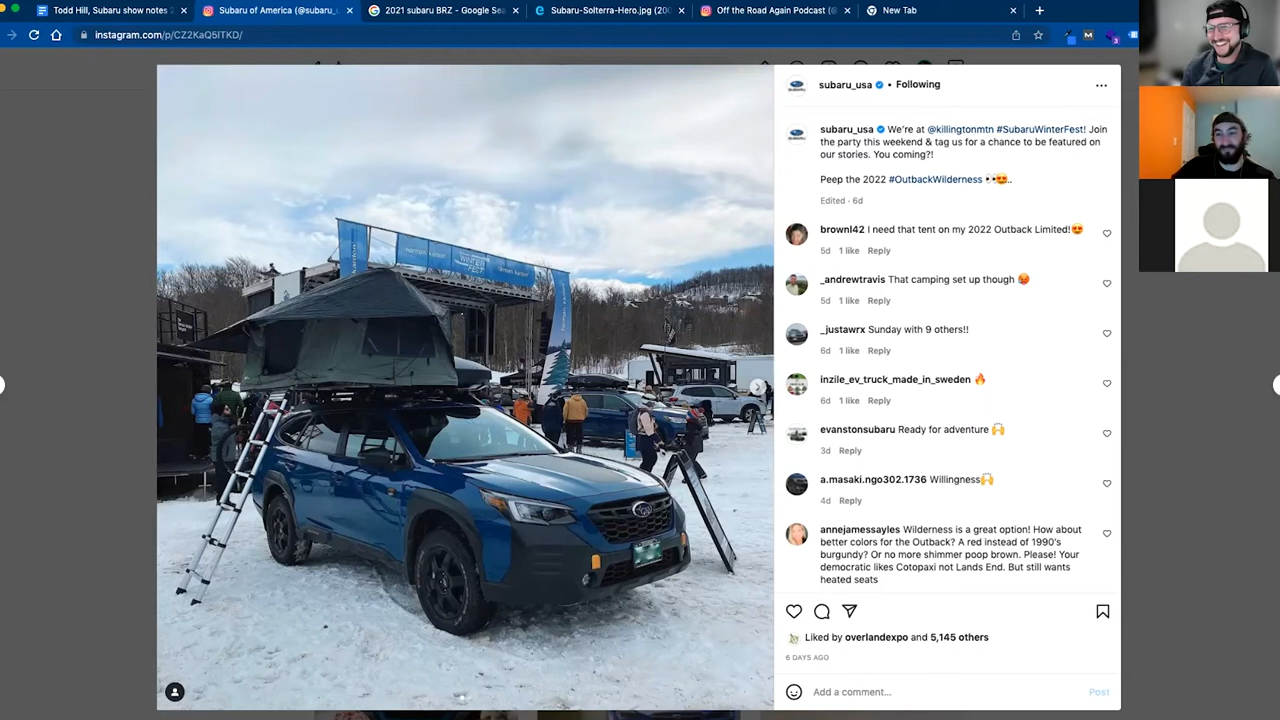 Todd Hill, Subaru show notes 2
Subaru of America (@subaru_u
2021 subaru BRZ - Google Sea
Subaru-Solterra-Hero.jpg (200
Off the Road Again Podcast (@
New Tab
instagram.com/p/CZ2KaQ5lTKD/
subaru_usa • Following
subaru_usa We're at @killingtonmtn #SubaruWinterFest! Join
the party this weekend & tag us for a chance to be featured on
our stories. You coming?!
Peep the 2022 #OutbackWilderness 👀😍..
Edited · 6d
brownl42 I need that tent on my 2022 Outback Limited!😍
5d 1 like Reply
_andrewtravis That camping set up though 🥵
5d 1 like Reply
_justawrx Sunday with 9 others!!
6d 1 like Reply
inzile_ev_truck_made_in_sweden 🔥
6d 1 like Reply
evanstonsubaru Ready for adventure 🙌
3d Reply
a.masaki.ngo302.1736 Willingness🙌
4d Reply
annejamessayles Wilderness is a great option! How about
better colors for the Outback? A red instead of 1990's
burgundy? Or no more shimmer poop brown. Please! Your
democratic likes Cotopaxi not Lands End. But still wants
heated seats
Liked by overlandexpo and 5,145 others
6 DAYS AGO
Add a comment... Post